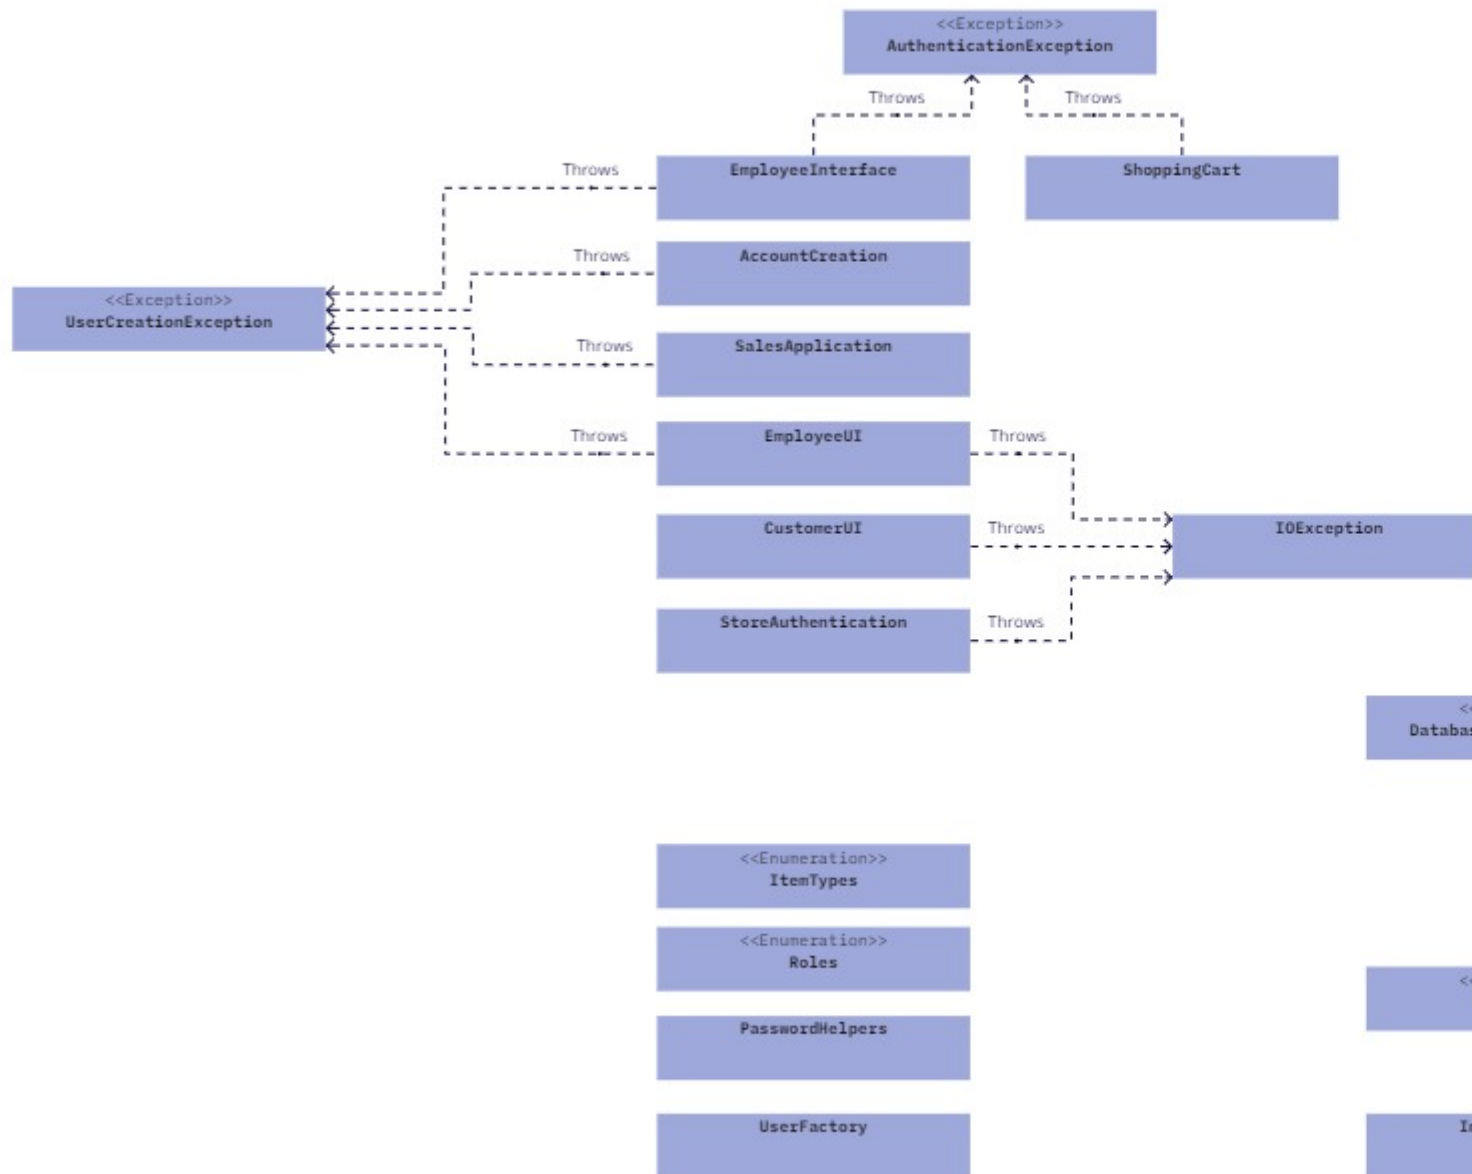 <<Exception>>
AuthenticationException
Throws
Throws
Throws
EmployeeInterface
ShoppingCart
Throws
AccountCreation
<<Exception>>
UserCreationException
Throws
SalesApplication
Throws
EmployeeUI
Throws
CustomerUI
Throws
IOException
StoreAuthentication
Throws
<<Enumeration>>
ItemTypes
<<Enumeration>>
Roles
PasswordHelpers
UserFactory